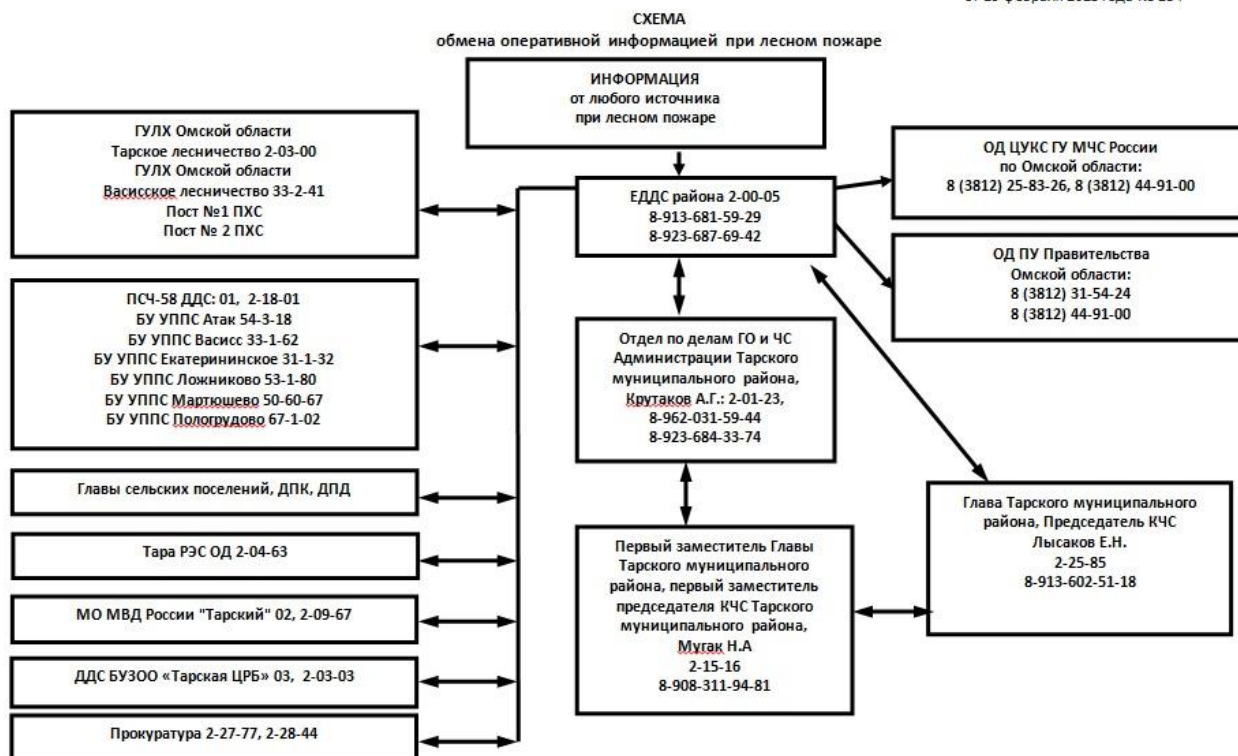 СХЕМА
обмена оперативной информацией при лесном пожаре
ИНФОРМАЦИЯ
от любого источника
при лесном пожаре
ГУЛХ Омской области
Тарское лесничество 2-03-00
ГУЛХ Омской области
Васисское лесничество 33-2-41
Пост №1 ПХС
Пост № 2 ПХС
ЕДДС района 2-00-05
8-913-681-59-29
8-923-687-69-42
ОД ЦУКС ГУ МЧС России
по Омской области:
8 (3812) 25-83-26, 8 (3812) 44-91-00
ОД ПУ Правительства
Омской области:
8 (3812) 31-54-24
8 (3812) 44-91-00
ПСЧ-58 ДДС: 01, 2-18-01
БУ УППС Атак 54-3-18
БУ УППС Васисс 33-1-62
БУ УППС Екатерининское 31-1-32
БУ УППС Ложниково 53-1-80
БУ УППС Мартюшево 50-60-67
БУ УППС Пологрудово 67-1-02
Отдел по делам ГО и ЧС
Администрации Тарского
муниципального района,
Крутаков А.Г.: 2-01-23,
8-962-031-59-44
8-923-684-33-74
Главы сельских поселений, ДПК, ДПД
Тара РЭС ОД 2-04-63
МО МВД России "Тарский" 02, 2-09-67
ДДС БУЗОО «Тарская ЦРБ» 03, 2-03-03
Прокуратура 2-27-77, 2-28-44
Первый заместитель Главы
Тарского муниципального
района, первый заместитель
председателя КЧС Тарского
муниципального района,
Мугак Н.А
2-15-16
8-908-311-94-81
Глава Тарского муниципального
района, Председатель КЧС
Лысаков Е.Н.
2-25-85
8-913-602-51-18